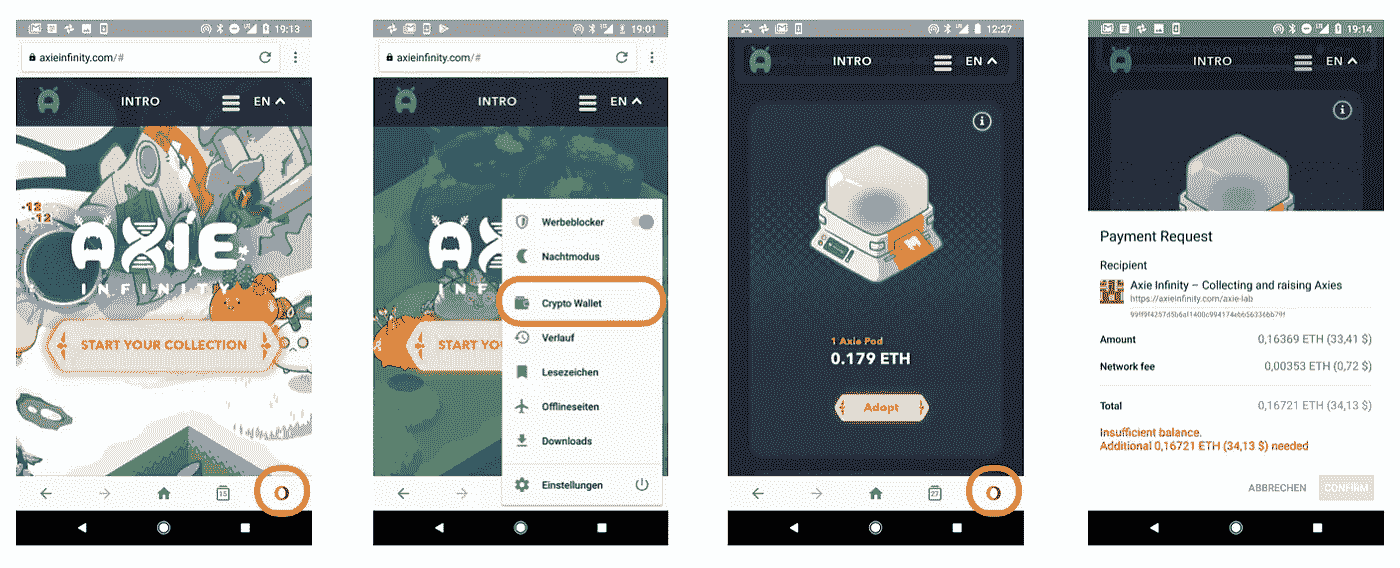 19:13
axieinfinity.com/#
INTRO
EN
-13
-12
AXIE
INFINITY
START YOUR COLLECTION
15
19:01
axieinfinity.com/#
INTRO
EN
Werbeblocker
Nachtmodus
Crypto Wallet
START YOU
Verlauf
Lesezeichen
Offlineseiten
Downloads
Einstellungen
12:27
INTRO
EN
1 Axie Pod
0.179 ETH
Adopt
27
19:14
INTRO
EN
Payment Request
Recipient
Axie Infinity – Collecting and raising Axies
https://axieinfinity.com/axie-lab
Amount 0,16369 ETH (33,41 $)
Network fee 0,00353 ETH (0,72 $)
Total 0,16721 ETH (34,13 $)
Insufficient balance.
Additional 0,16721 ETH (34,13 $) needed
ABBRECHEN CONFIRM